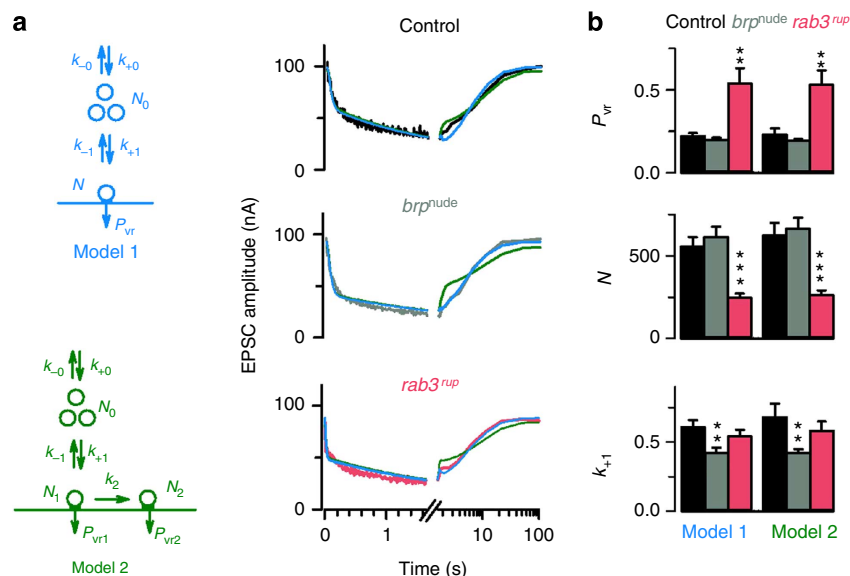 a
k–0 k+0
N0
k–1 k+1
N
Pvr
Model 1
k–0 k+0
N0
k–1 k+1
N1 k2 N2
Pvr1 Pvr2
Model 2
Control
100
0
brpnude
100
0
rab3rup
100
0
EPSC amplitude (nA)
0 1 10 100
Time (s)
b
Control brpnude rab3rup
** **
0.5
0.0
Pvr
*** ***
500
0
N
** **
0.5
0.0
k+1
Model 1 Model 2